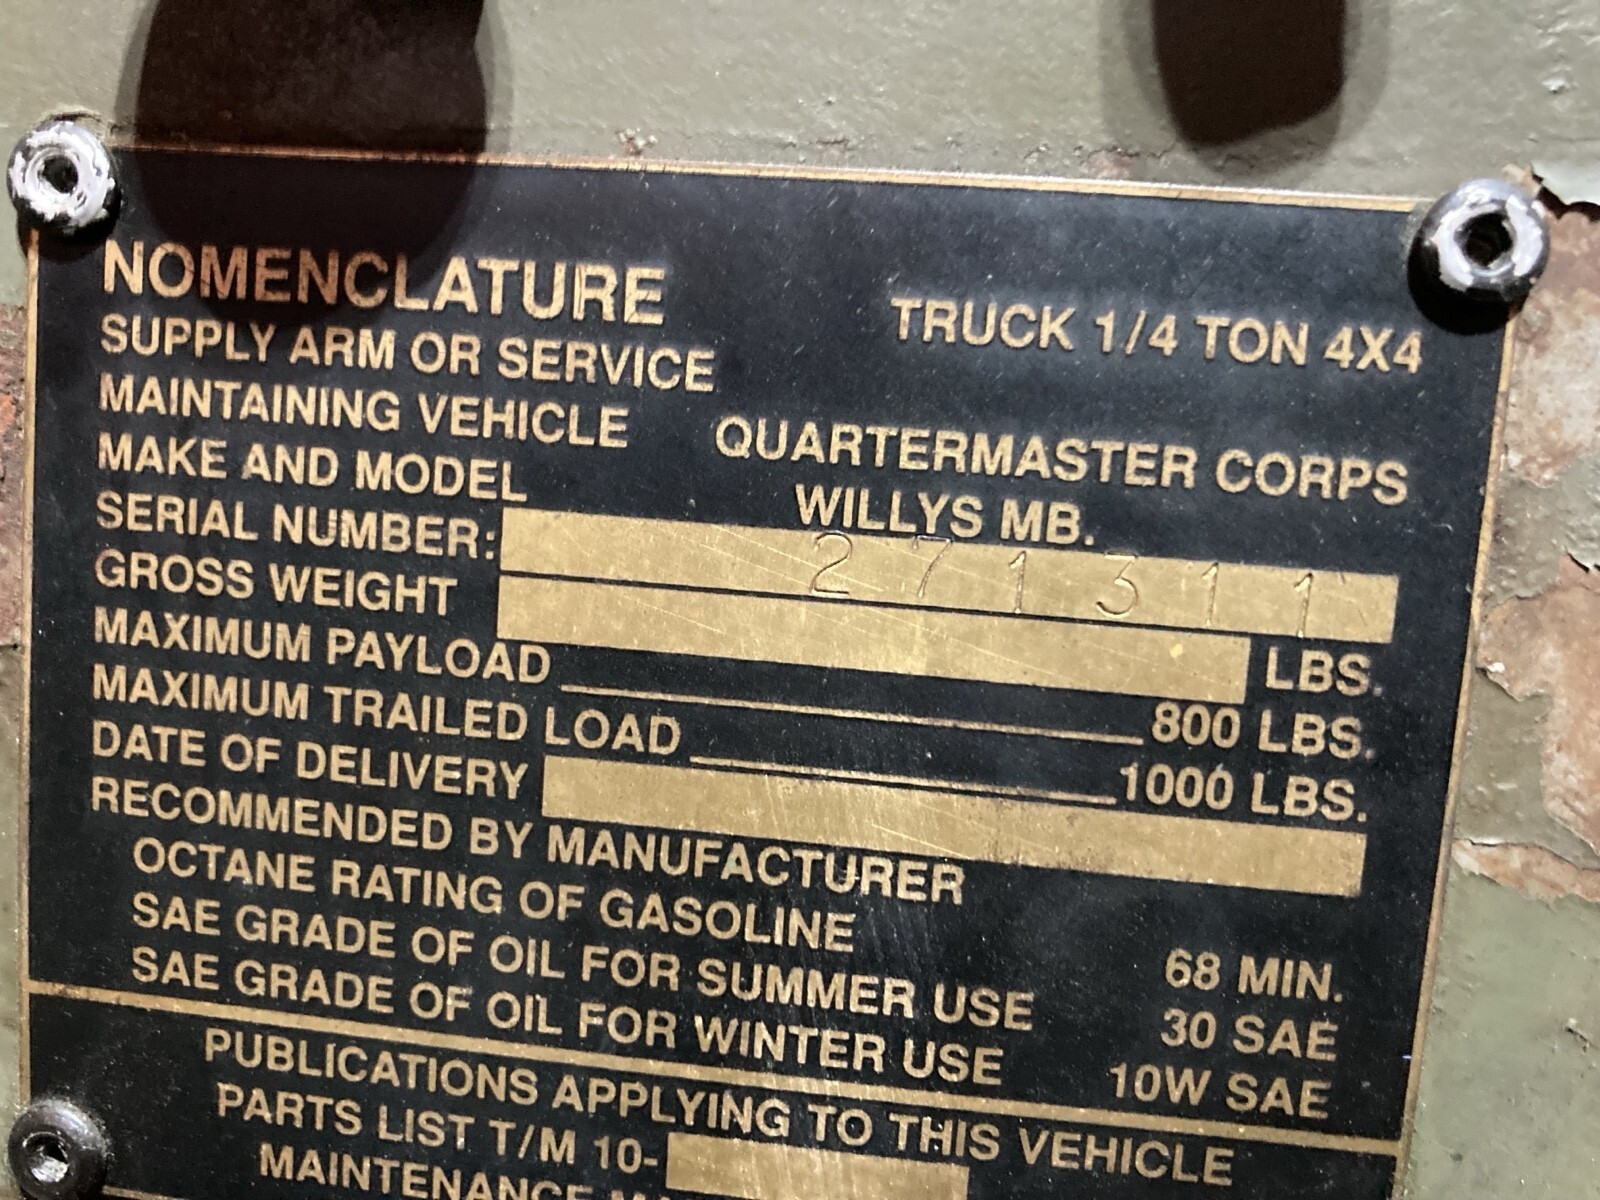 NOMENCLATURE TRUCK 1/4 TON 4X4
SUPPLY ARM OR SERVICE
MAINTAINING VEHICLE QUARTERMASTER CORPS
MAKE AND MODEL WILLYS MB.
SERIAL NUMBER: 271311
GROSS WEIGHT LBS.
MAXIMUM PAYLOAD 800 LBS.
MAXIMUM TRAILED LOAD 1000 LBS.
DATE OF DELIVERY
RECOMMENDED BY MANUFACTURER
OCTANE RATING OF GASOLINE 68 MIN.
SAE GRADE OF OIL FOR SUMMER USE 30 SAE
SAE GRADE OF OIL FOR WINTER USE 10W SAE
PUBLICATIONS APPLYING TO THIS VEHICLE
PARTS LIST T/M 10-
MAINTENANCE